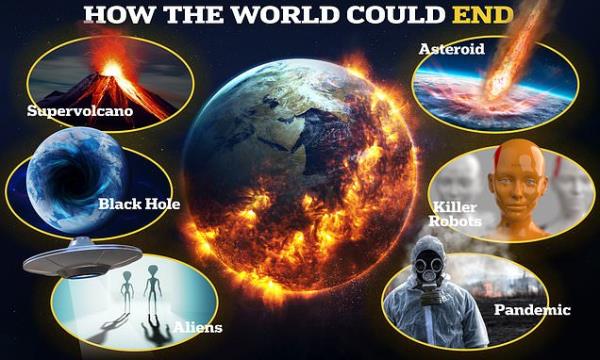 HOW THE WORLD COULD END
Asteroid
Supervolcano
Black Hole
Killer
Robots
Aliens
Pandemic